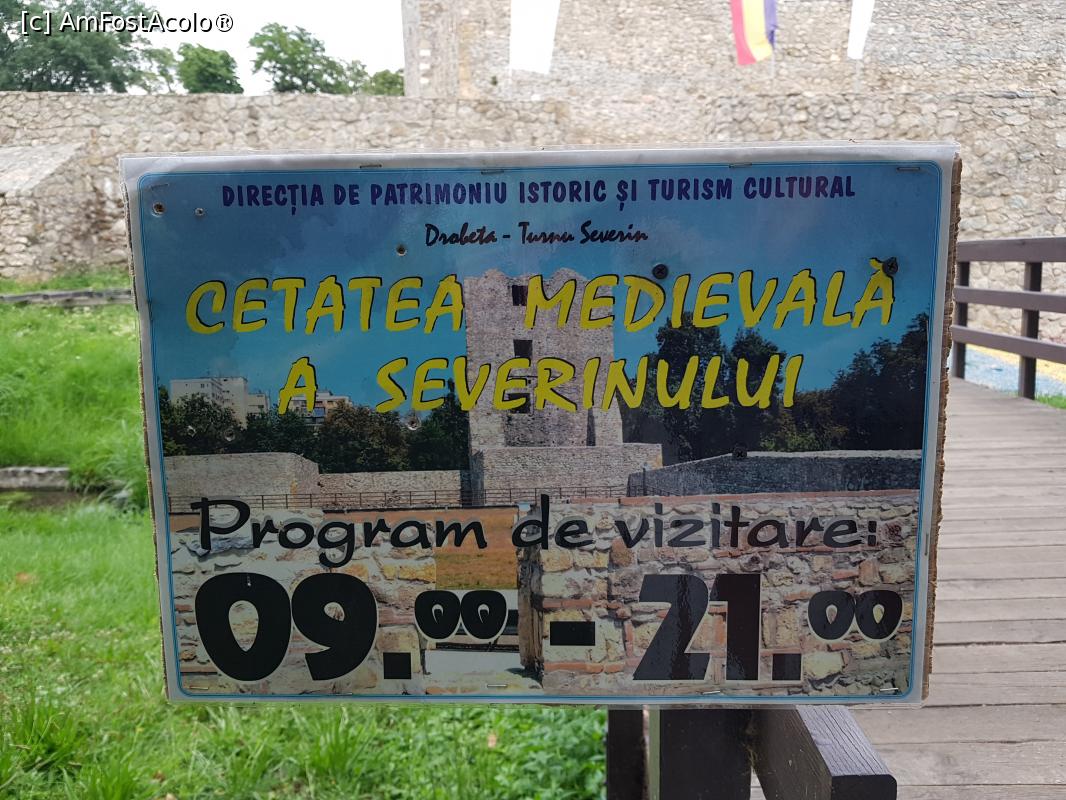 [c] AmFostAcolo®
DIRECȚIA DE PATRIMONIU ISTORIC ȘI TURISM CULTURAL
Drobeta - Turnu Severin
CETATEA MEDIEVALĂ
A SEVERINULUI
Program de vizitare:
09.00 - 21.00